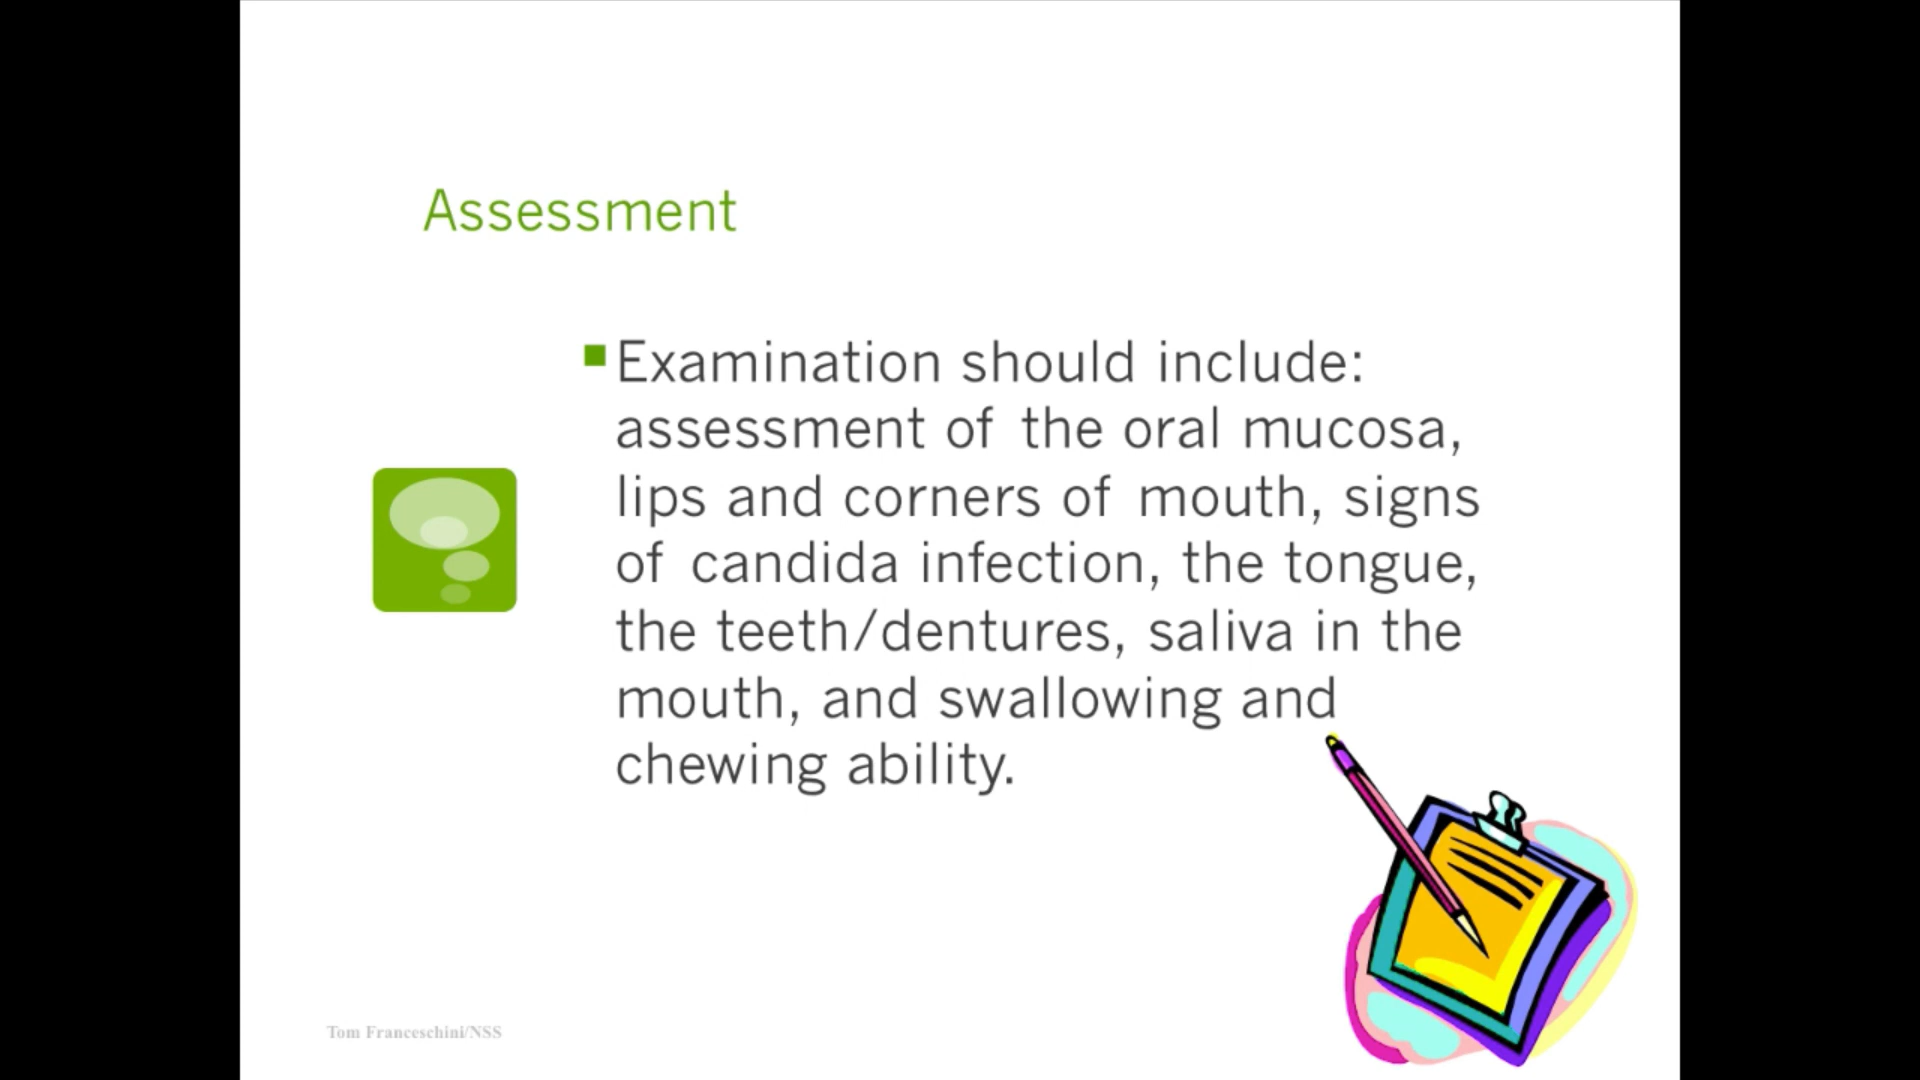 Assessment
Examination should include:
assessment of the oral mucosa,
lips and corners of mouth, signs
of candida infection, the tongue,
the teeth/dentures, saliva in the
mouth, and swallowing and
chewing ability.
Tom Franceschini/NSS